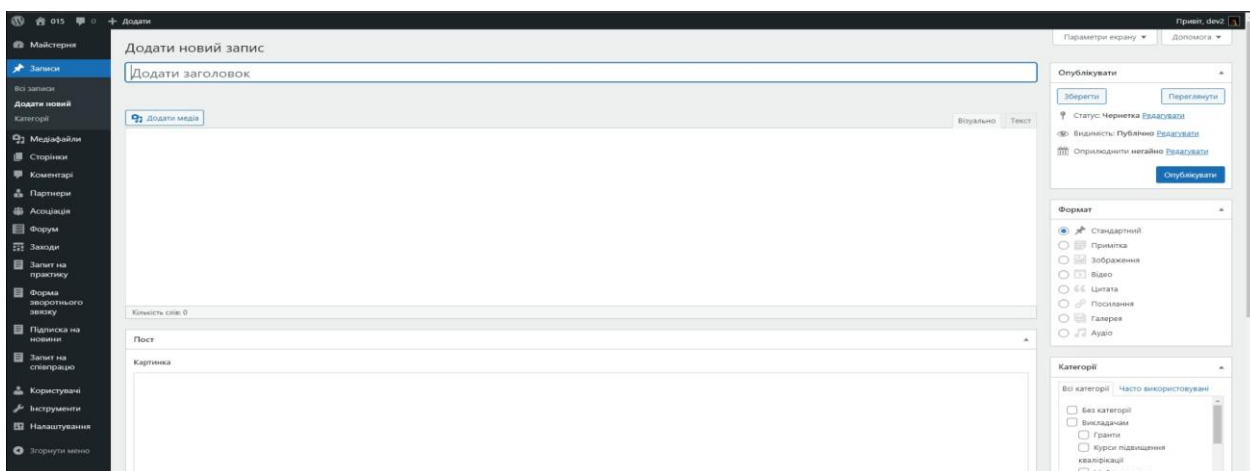 015 0 + Додати
Привіт, dev2
Майстерня
Записи
Всі записи
Додати новий
Категорії
Медіафайли
Сторінки
Коментарі
Партнери
Асоціація
Форум
Заходи
Запит на
практику
Форма
зворотнього
звязку
Підписка на
новини
Запит на
співпрацю
Користувачі
Інструменти
Налаштування
Згорнути меню
Параметри екрану
Допомога
Додати новий запис
Додати заголовок
Додати медіа
Візуально Текст
Кількість слів: 0
Пост
Картинка
Опублікувати
Зберегти Переглянути
Статус: Чернетка Редагувати
Видимість: Публічно Редагувати
Оприлюднити негайно Редагувати
Опублікувати
Формат
Стандартний
Примітка
Зображення
Відео
Цитата
Посилання
Галерея
Аудіо
Категорії
Всі категорії Часто використовувані
Без категорії
Викладачам
Гранти
Курси підвищення
кваліфікації